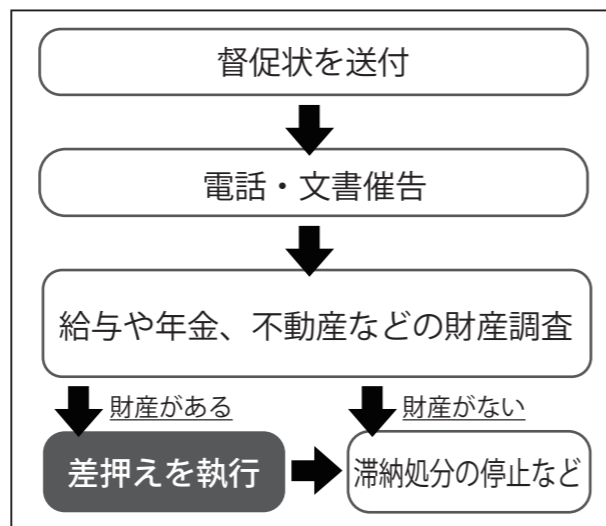 督促状を送付
電話・文書催告
給与や年金、不動産などの財産調査
財産がある
財産がない
差押えを執行
滞納処分の停止など